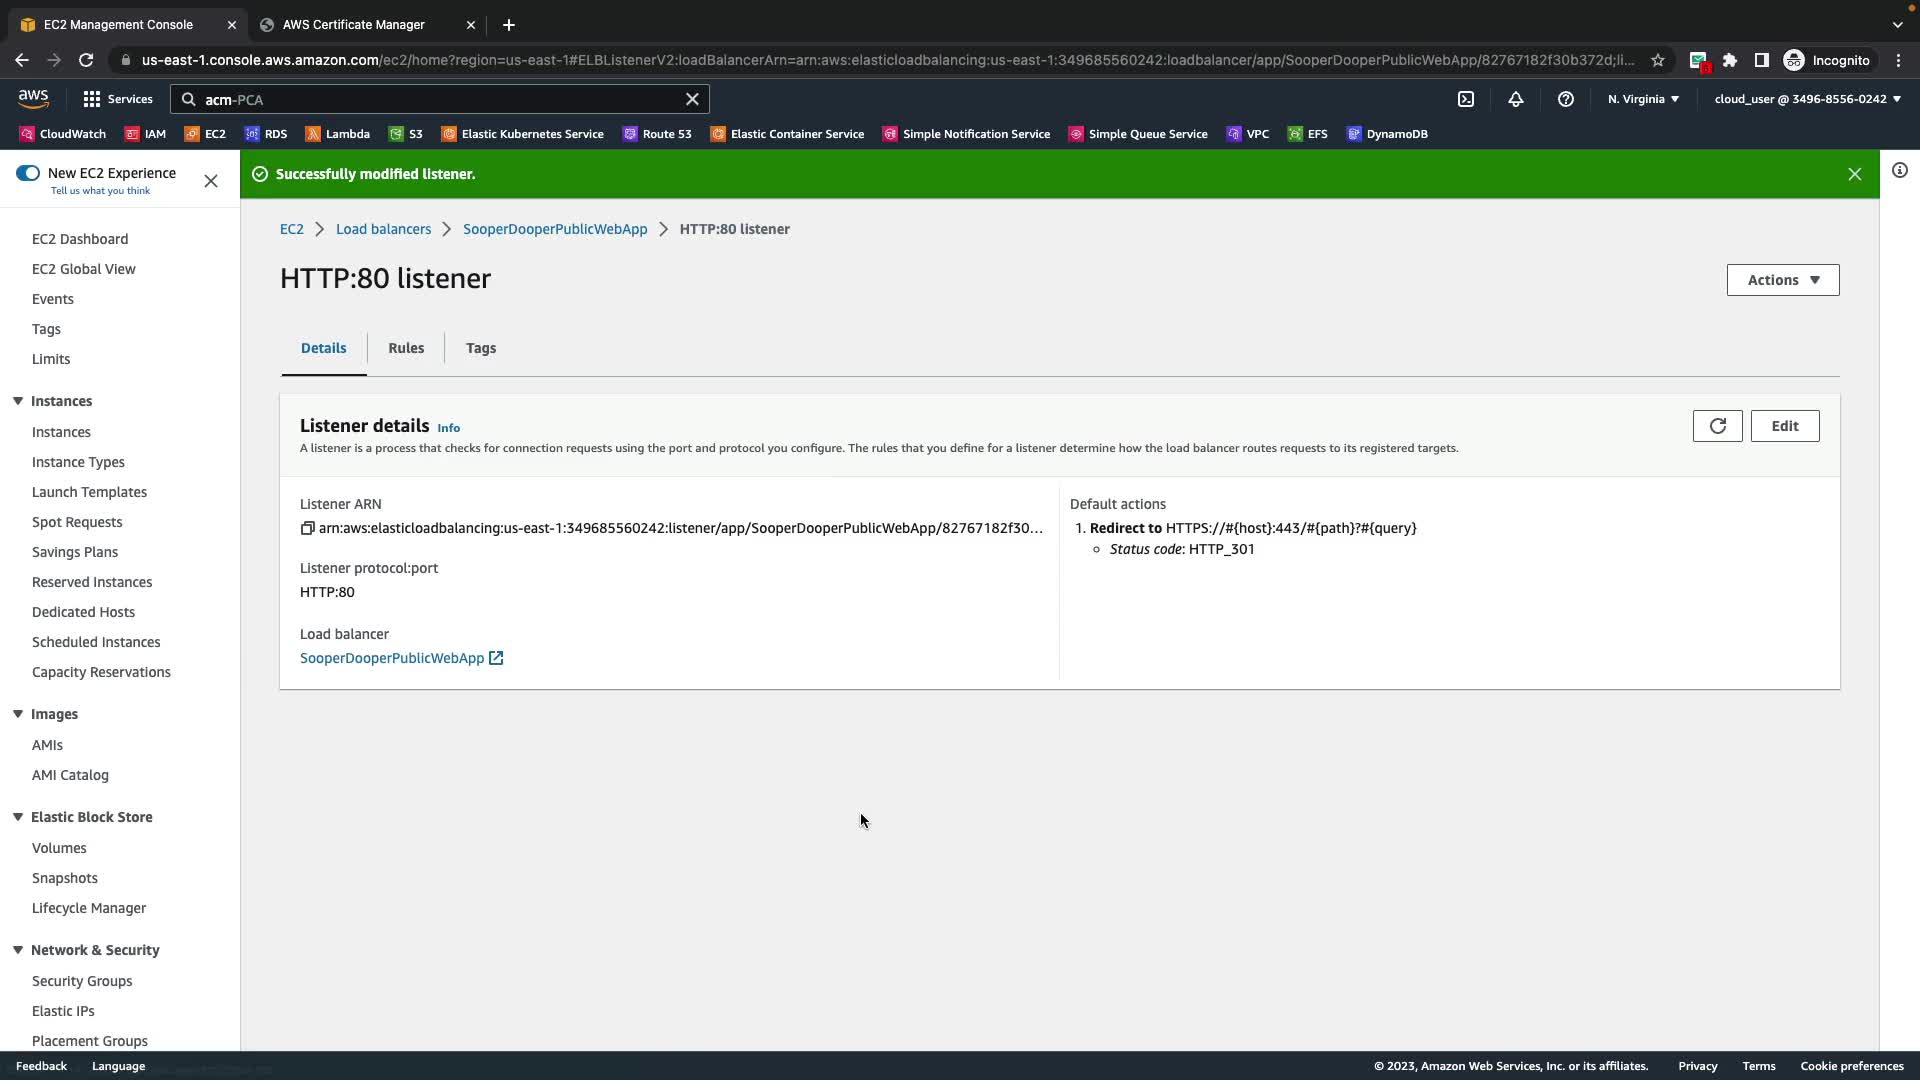 EC2 Management Console
AWS Certificate Manager
us-east-1.console.aws.amazon.com/ec2/home?region=us-east-1#ELBListenerV2:loadBalancerArn=arn:aws:elasticloadbalancing:us-east-1:349685560242:loadbalancer/app/SooperDooperPublicWebApp/82767182f30b372d;li...
Incognito
aws
Services
acm-PCA
N. Virginia
cloud_user @ 3496-8556-0242
CloudWatch
IAM
EC2
RDS
Lambda
S3
Elastic Kubernetes Service
Route 53
Elastic Container Service
Simple Notification Service
Simple Queue Service
VPC
EFS
DynamoDB
New EC2 Experience
Tell us what you think
EC2 Dashboard
EC2 Global View
Events
Tags
Limits
Instances
Instances
Instance Types
Launch Templates
Spot Requests
Savings Plans
Reserved Instances
Dedicated Hosts
Scheduled Instances
Capacity Reservations
Images
AMIs
AMI Catalog
Elastic Block Store
Volumes
Snapshots
Lifecycle Manager
Network & Security
Security Groups
Elastic IPs
Placement Groups
Successfully modified listener.
EC2 > Load balancers > SooperDooperPublicWebApp > HTTP:80 listener
HTTP:80 listener
Actions
Details
Rules
Tags
Listener details Info
A listener is a process that checks for connection requests using the port and protocol you configure. The rules that you define for a listener determine how the load balancer routes requests to its registered targets.
Edit
Listener ARN
arn:aws:elasticloadbalancing:us-east-1:349685560242:listener/app/SooperDooperPublicWebApp/82767182f30...
Listener protocol:port
HTTP:80
Load balancer
SooperDooperPublicWebApp
Default actions
1. Redirect to HTTPS://#{host}:443/#{path}?#{query}
Status code: HTTP_301
Feedback
Language
© 2023, Amazon Web Services, Inc. or its affiliates.
Privacy
Terms
Cookie preferences